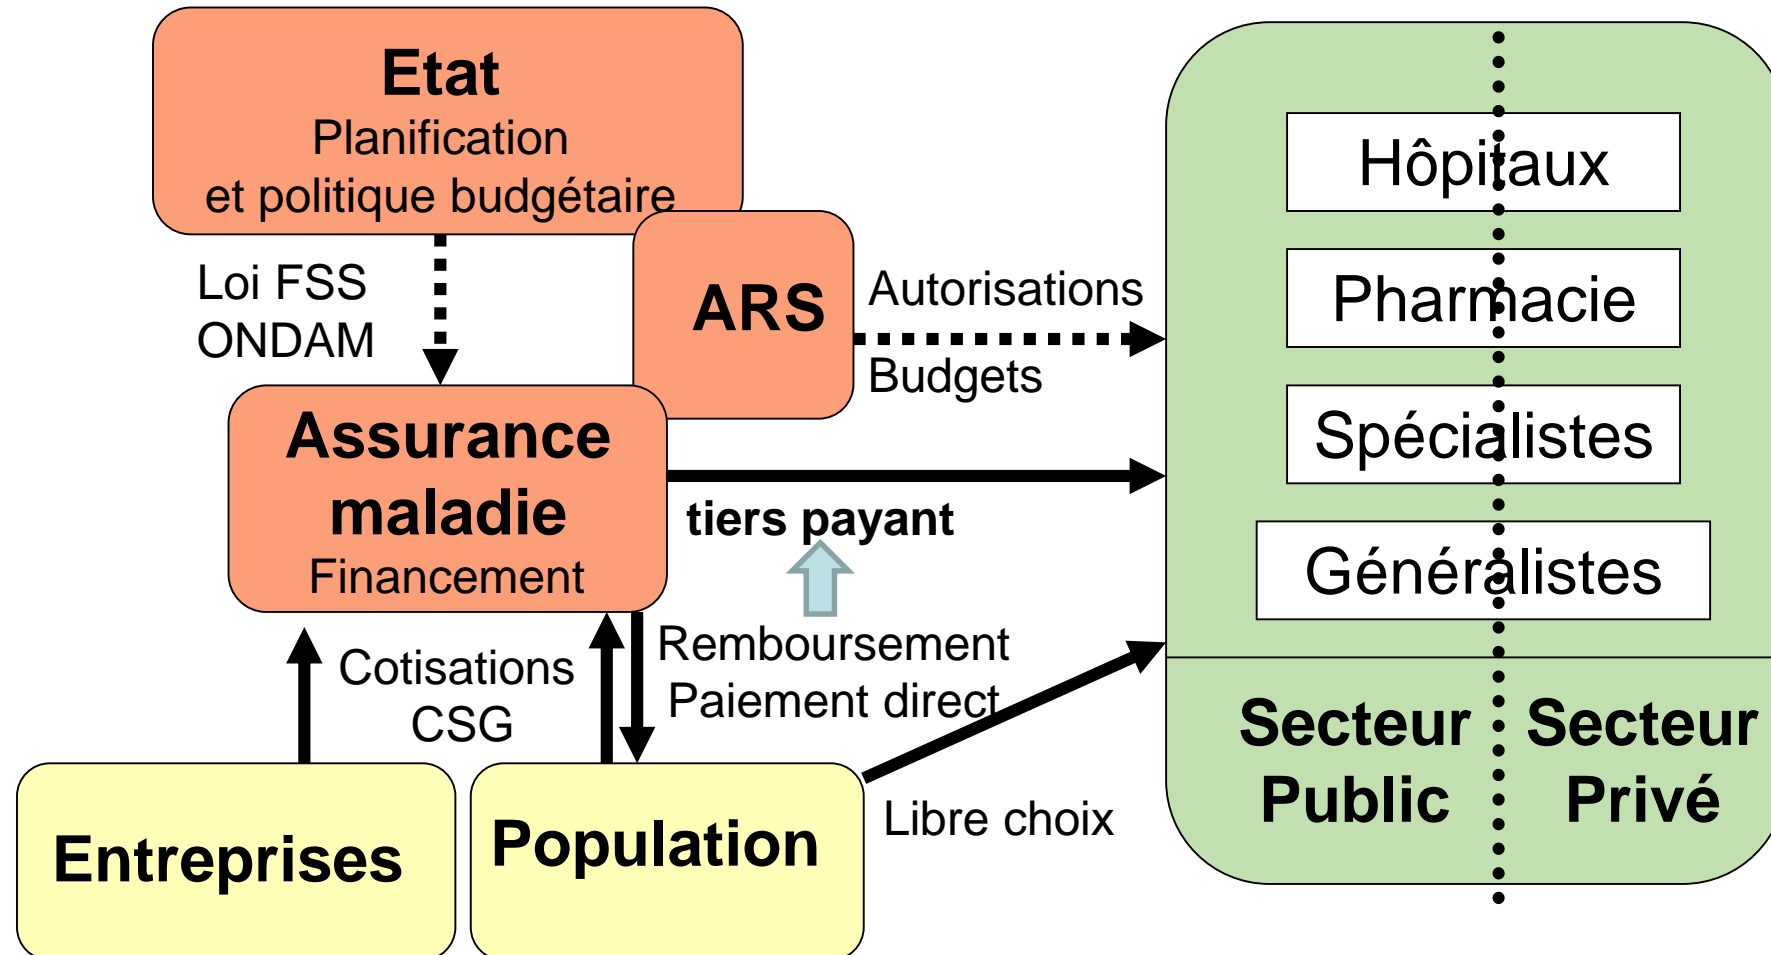 Etat
Planification
et politique budgétaire
Loi FSS
ONDAM
ARS
Autorisations
Budgets
Assurance
maladie
Financement
tiers payant
Remboursement
Paiement direct
Cotisations
CSG
Entreprises
Population
Libre choix
Hôpitaux
Pharmacie
Spécialistes
Généralistes
Secteur
Public
Secteur
Privé